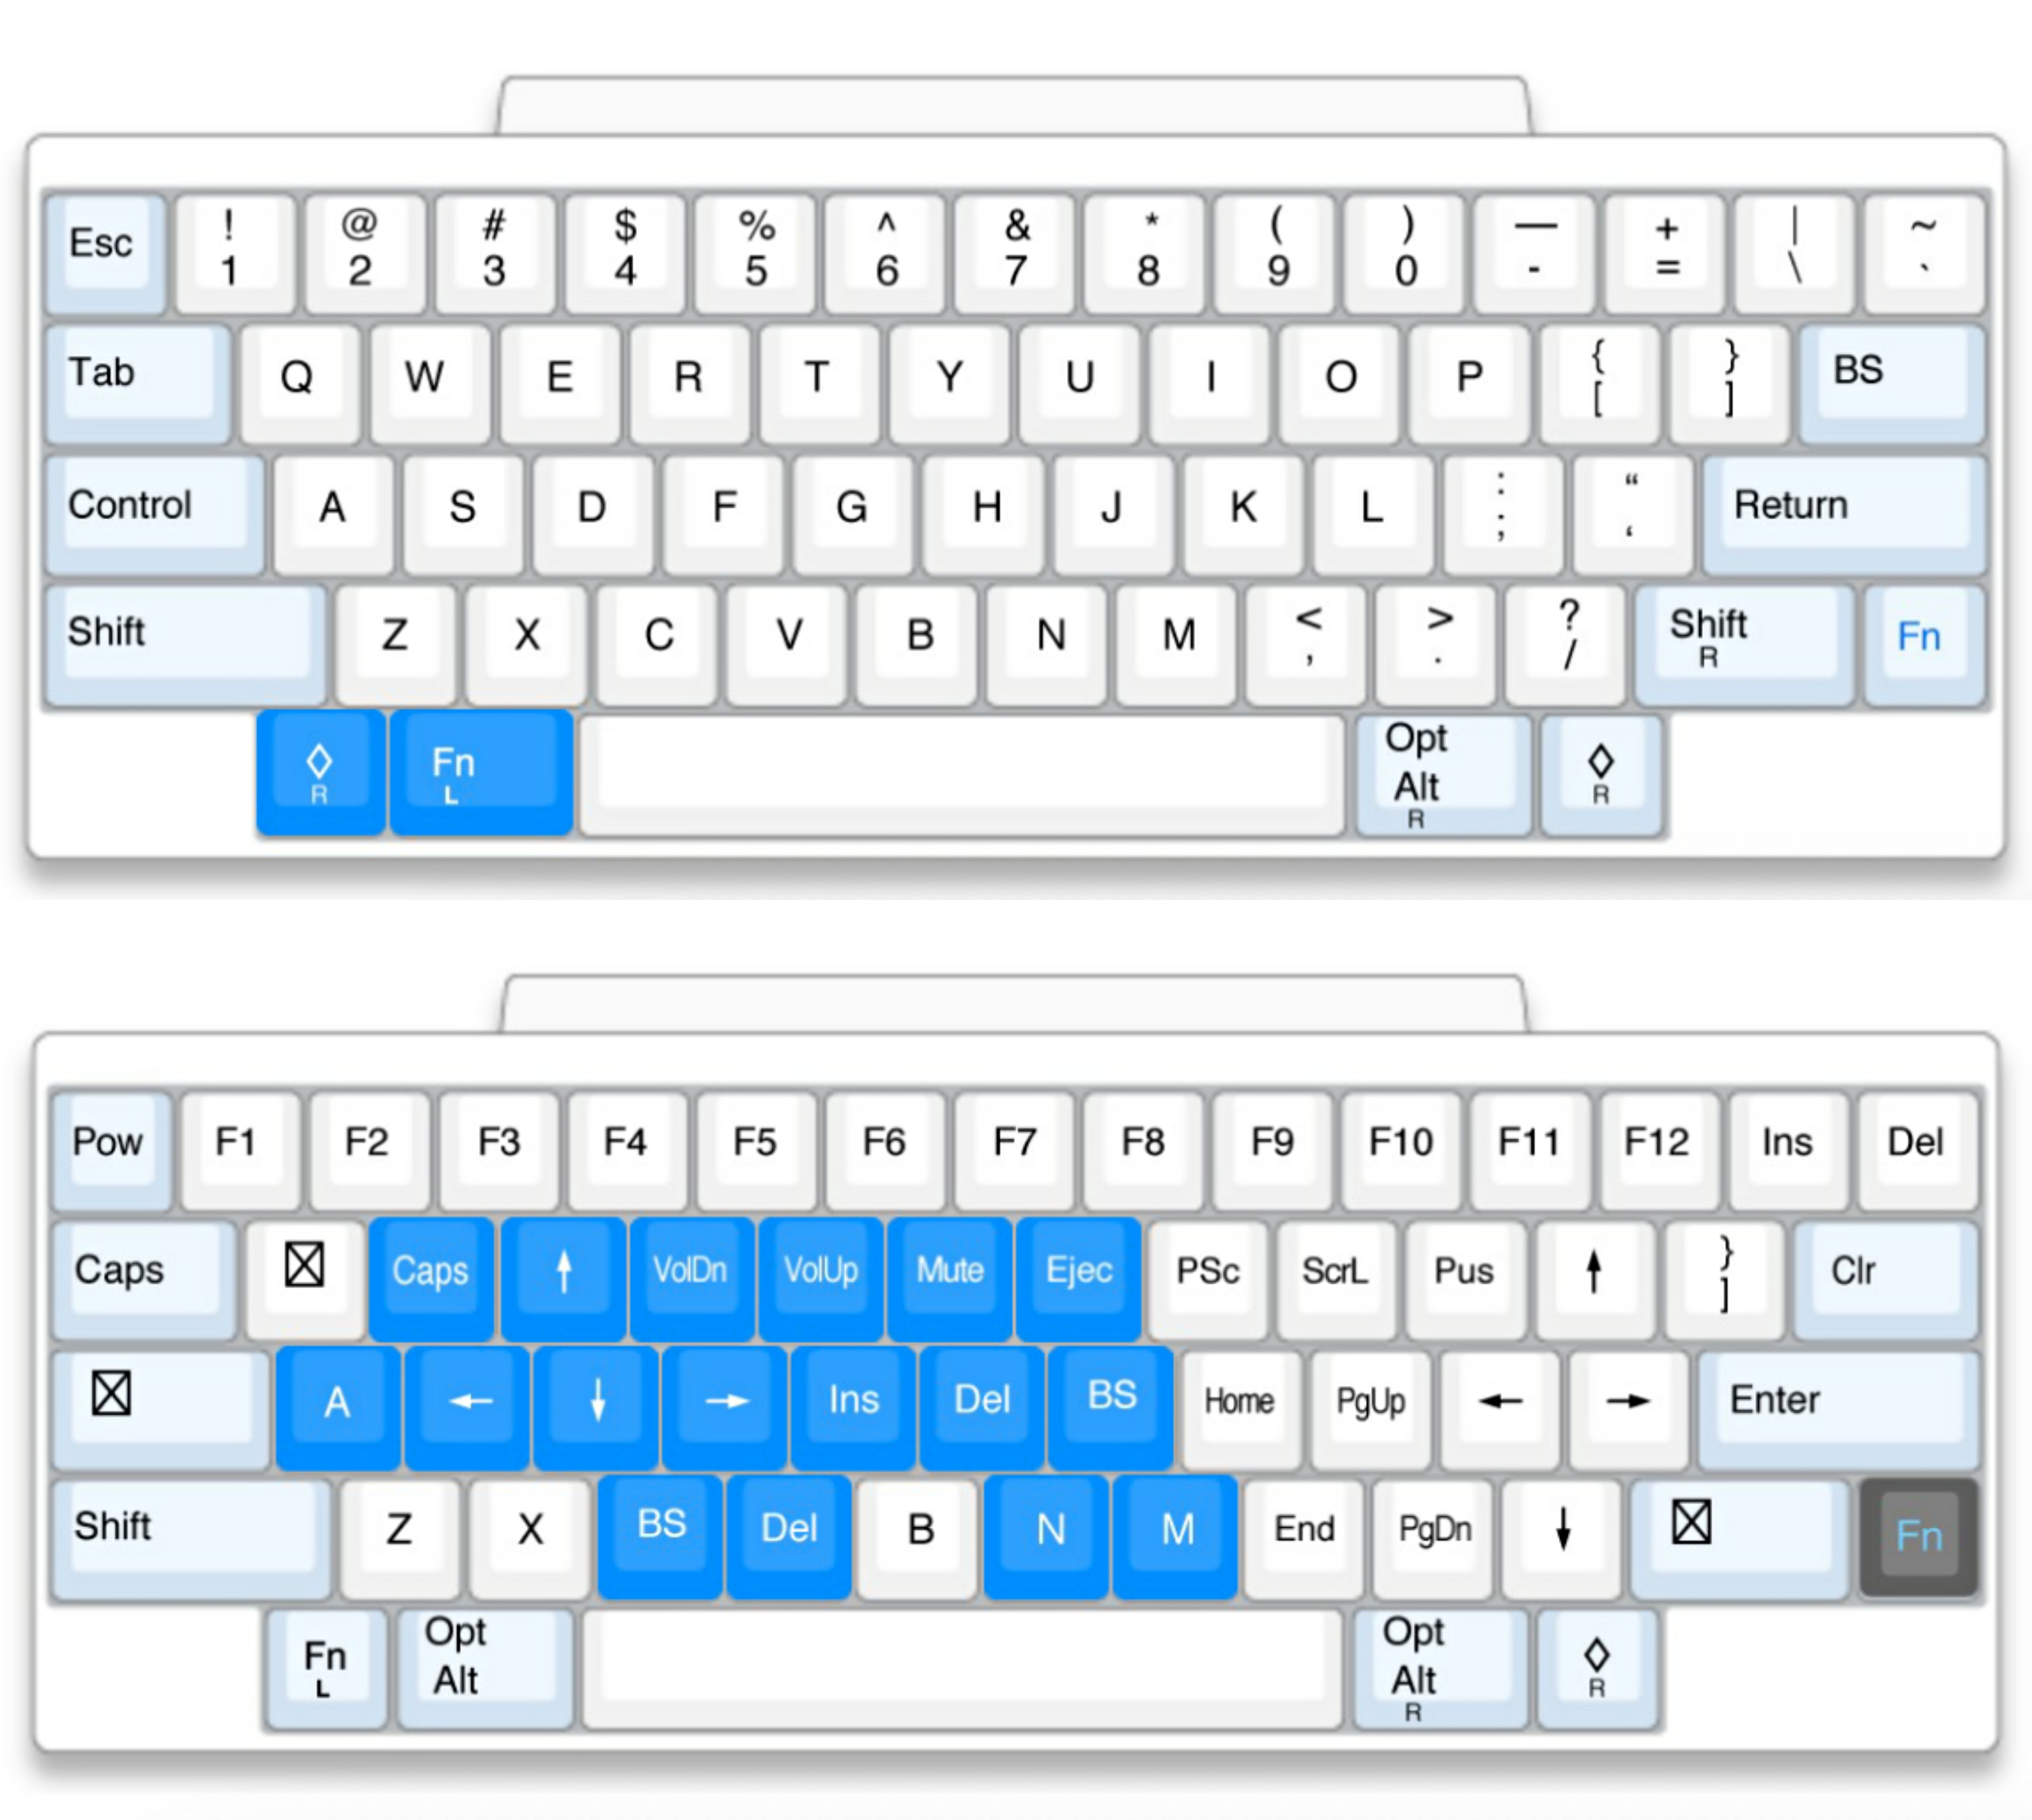 Esc ! @ # $ % ^ & * ( ) — + | ~
1 2 3 4 5 6 7 8 9 0 - = \ `
Tab Q W E R T Y U I O P { } BS
[ ]
Control A S D F G H J K L : “ Return
; ‘
Shift Z X C V B N M < > ? Shift Fn
, . / R
◊ Fn Opt ◊
R L Alt R
R
Pow F1 F2 F3 F4 F5 F6 F7 F8 F9 F10 F11 F12 Ins Del
Caps ☒ Caps ↑ VolDn VolUp Mute Ejec PSc ScrL Pus ↑ } Clr
]
☒ A ← ↓ → Ins Del BS Home PgUp ← → Enter
Shift Z X BS Del B N M End PgDn ↓ ☒ Fn
Fn Opt Opt ◊
L Alt Alt R
R